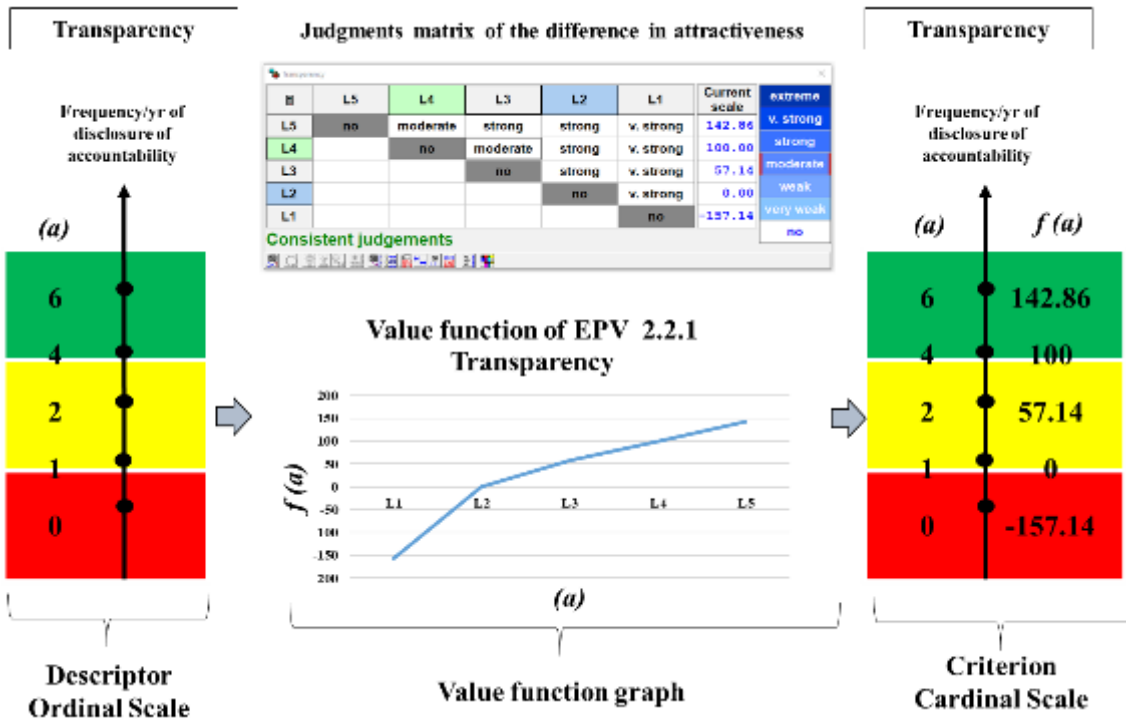 Transparency
Frequency/yr of
disclosure of
accountability
(a)
6
4
2
1
0
Descriptor
Ordinal Scale
Judgments matrix of the difference in attractiveness
Transparency
L5 L4 L3 L2 L1 Current scale
L5 no moderate strong strong v. strong 142.86
L4 no moderate strong v. strong 100.00
L3 no strong v. strong 57.14
L2 no v. strong 0.00
L1 no -157.14
extreme
v. strong
strong
moderate
weak
very weak
no
Consistent judgements
Value function of EPV 2.2.1
Transparency
f (a)
200
150
100
50
0
-50
-100
-150
200
L1 L2 L3 L4 L5
(a)
Value function graph
Transparency
Frequency/yr of
disclosure of
accountability
(a) f (a)
6 142.86
4 100
2 57.14
1 0
0 -157.14
Criterion
Cardinal Scale